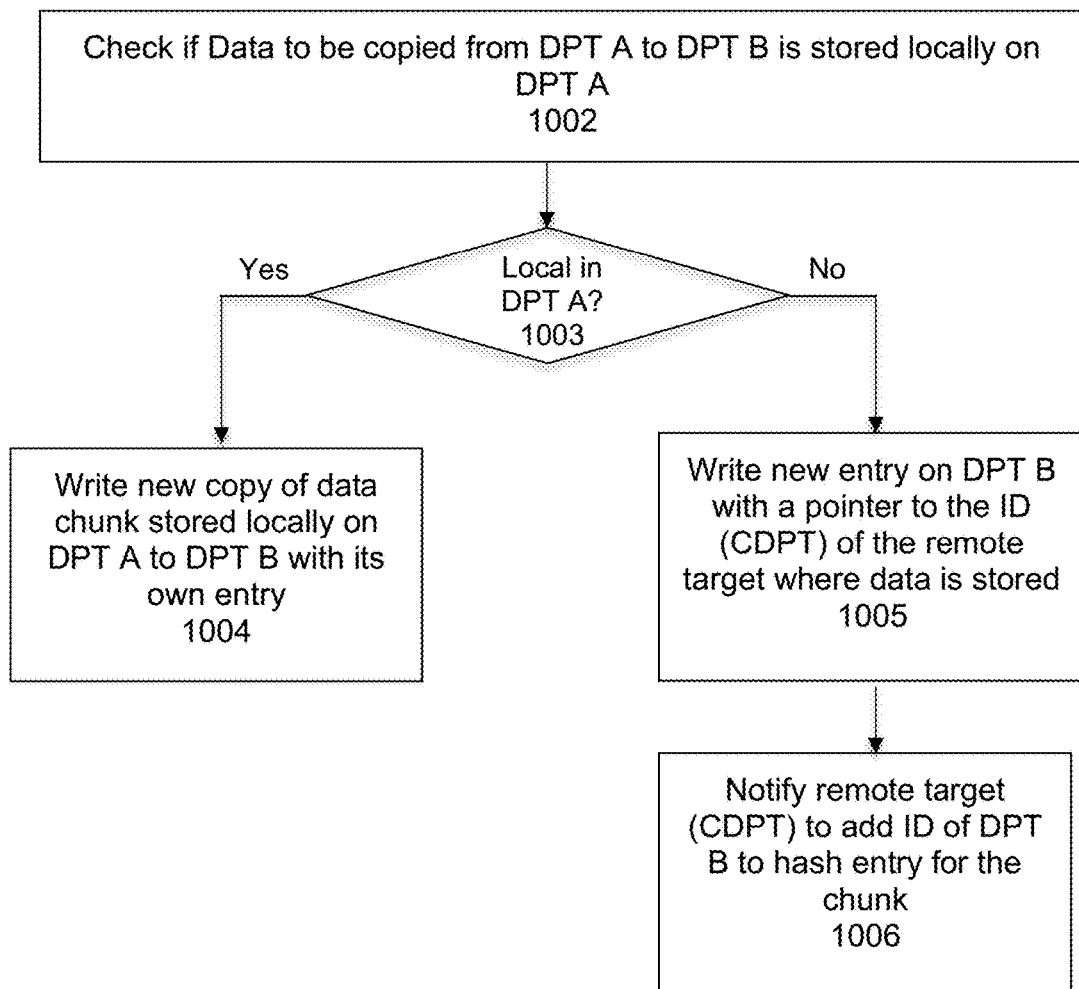 Check if Data to be copied from DPT A to DPT B is stored locally on
DPT A
1002
Yes
Local in
DPT A?
1003
No
Write new copy of data
chunk stored locally on
DPT A to DPT B with its
own entry
1004
Write new entry on DPT B
with a pointer to the ID
(CDPT) of the remote
target where data is stored
1005
Notify remote target
(CDPT) to add ID of DPT
B to hash entry for the
chunk
1006